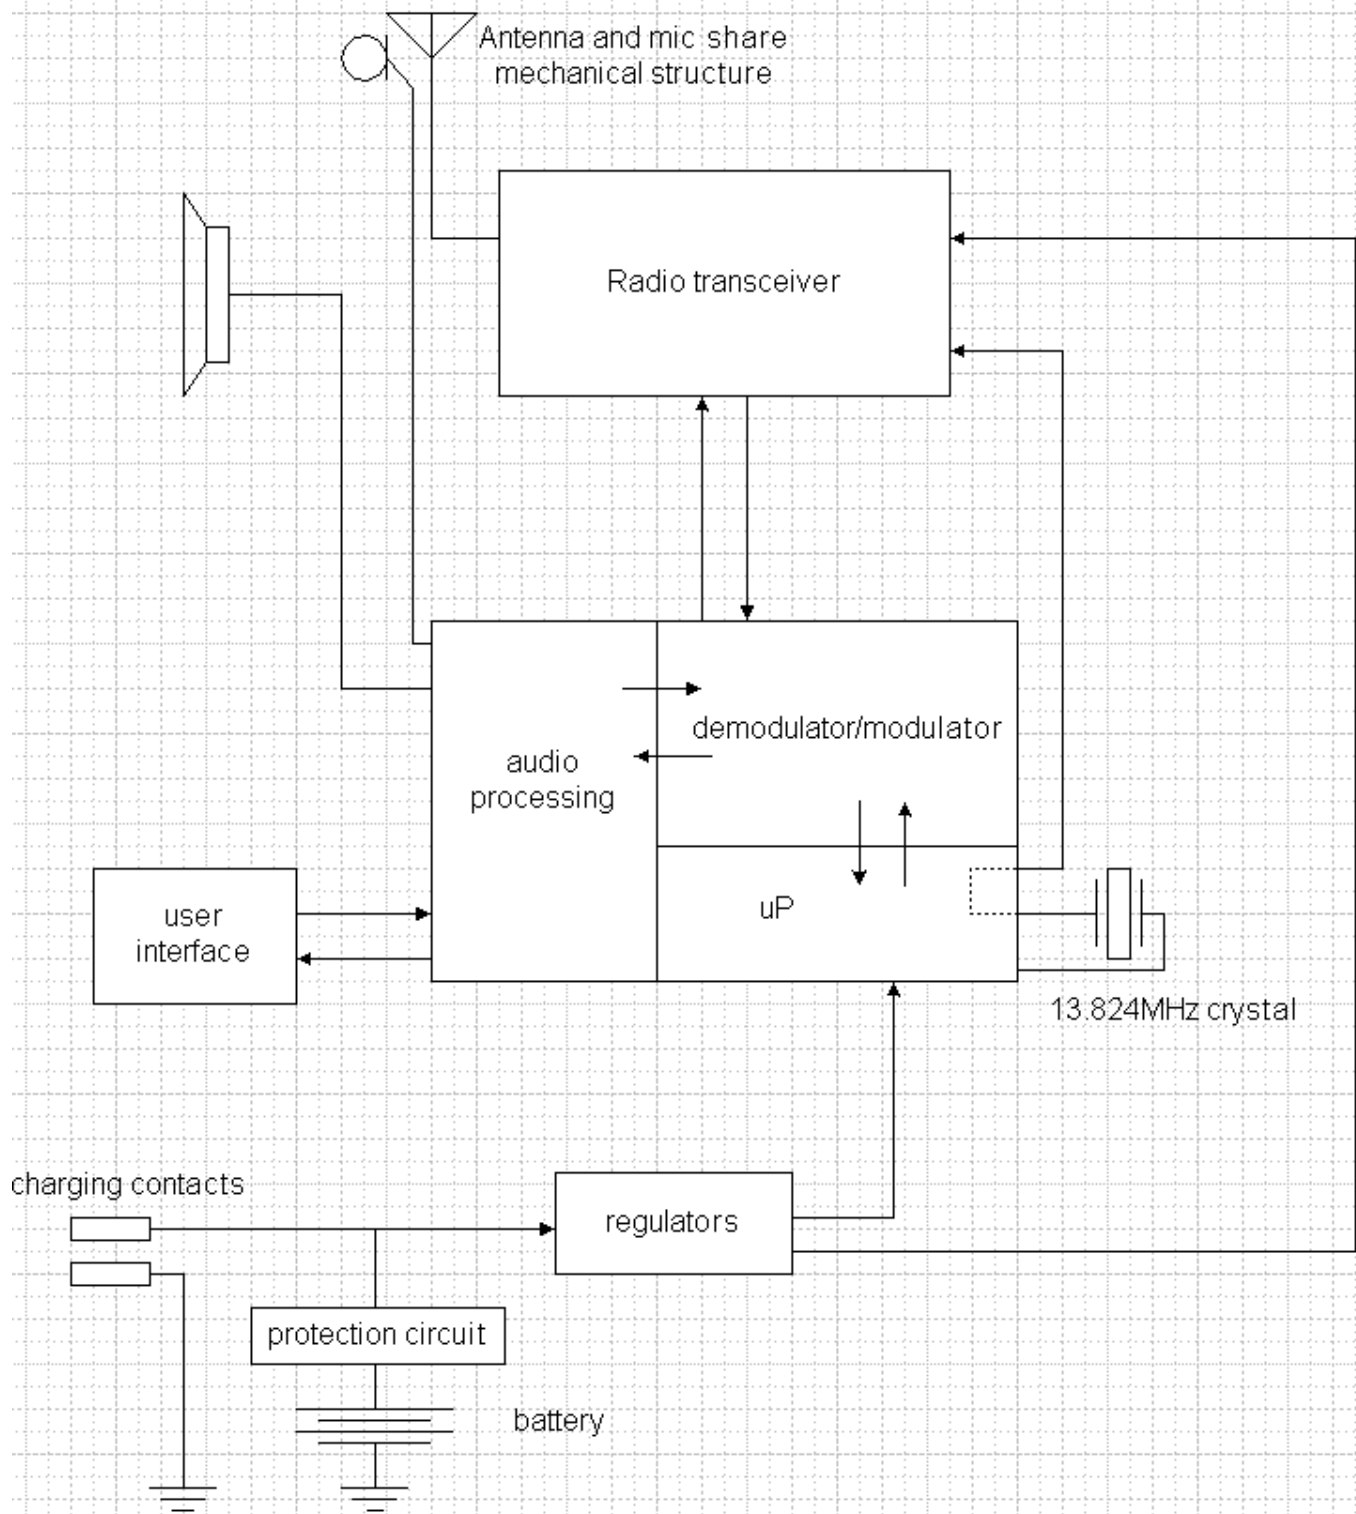 Antenna and mic share
mechanical structure
Radio transceiver
demodulator/modulator
audio
processing
user
interface
uP
13.824MHz crystal
charging contacts
regulators
protection circuit
battery